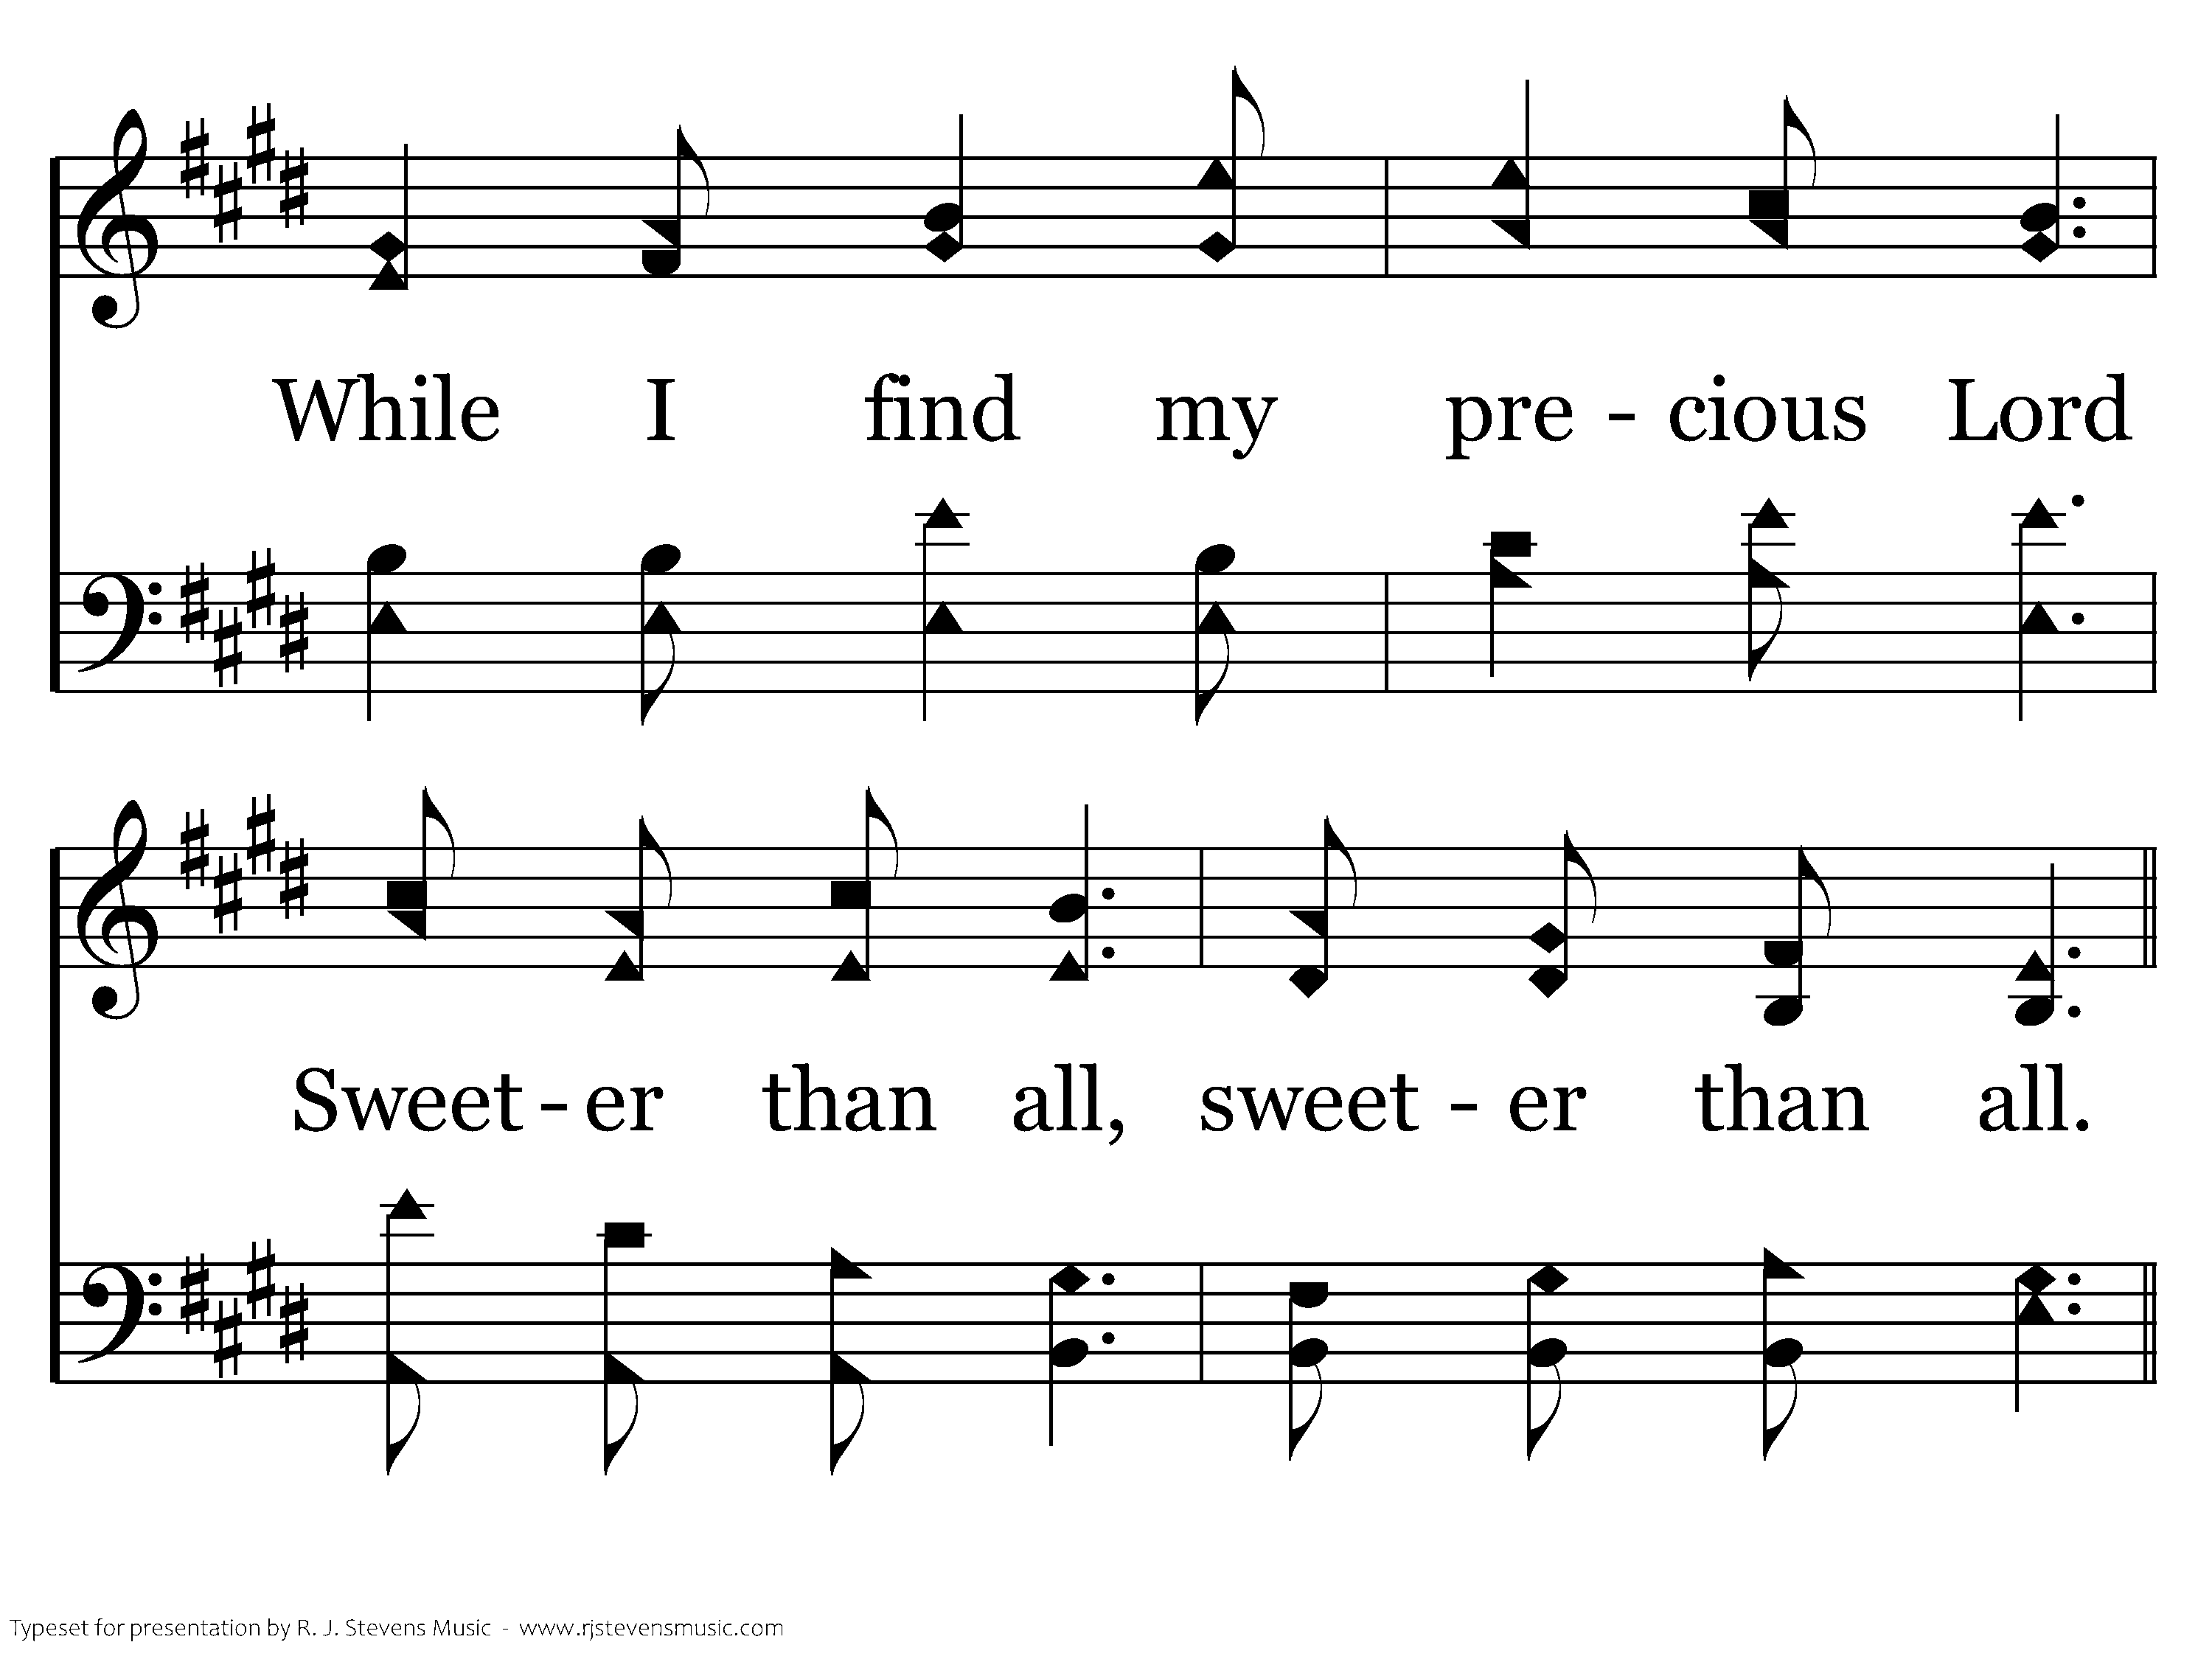 While I find my pre - cious Lord
Sweet - er than all, sweet - er than all.
Typeset for presentation by R. J. Stevens Music - www.rjstevensmusic.com